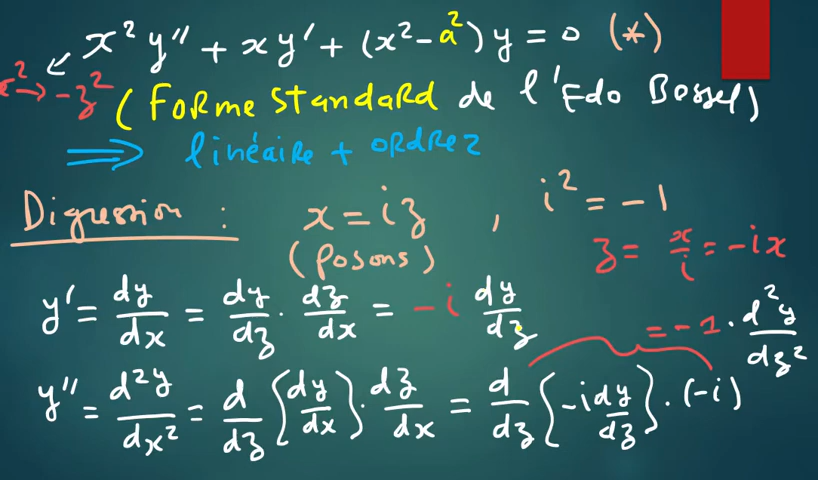 x² y'' + x y' + (x² - a²) y = 0 (*)
x² → -z² (Forme Standard de l'Edo Bessel)
⟹ linéaire + ordre 2
Digression : x = iz , i² = -1
(Posons) z = x/i = -ix
y' = dy/dx = dy/dz · dz/dx = -i dy/dz
= -1 · d²y/dz²
y'' = d²y/dx² = d/dz {dy/dx} · dz/dx = d/dz {-i dy/dz} · (-i)